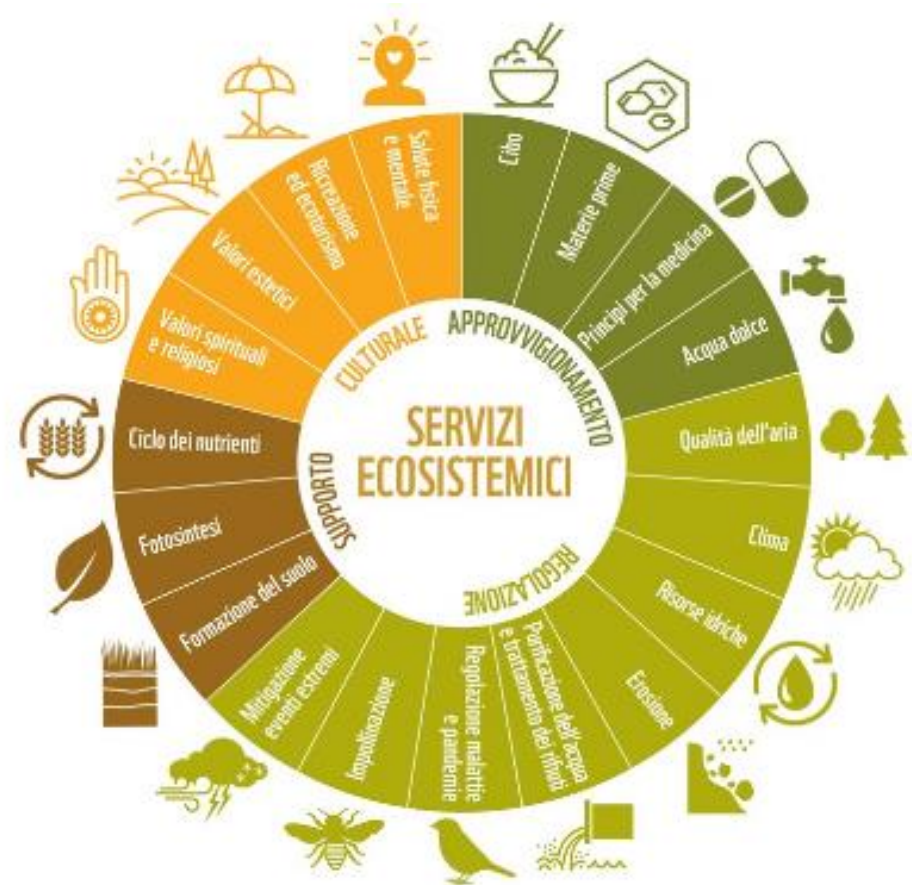 SERVIZI
ECOSISTEMICI
APPROVVIGIONAMENTO
Cibo
Materie prime
Principi per la medicina
Acqua dolce
REGOLAZIONE
Qualità dell'aria
Clima
Risorse idriche
Erosione
Purificazione dell'acqua
e trattamento dei rifiuti
Regolazione malattie
e pandemie
Impollinazione
Mitigazione
eventi estremi
SUPPORTO
Formazione del suolo
Fotosintesi
Ciclo dei nutrienti
CULTURALE
Valori spirituali
e religiosi
Valori estetici
Ricreazione
ed ecoturismo
Salute fisica
e mentale